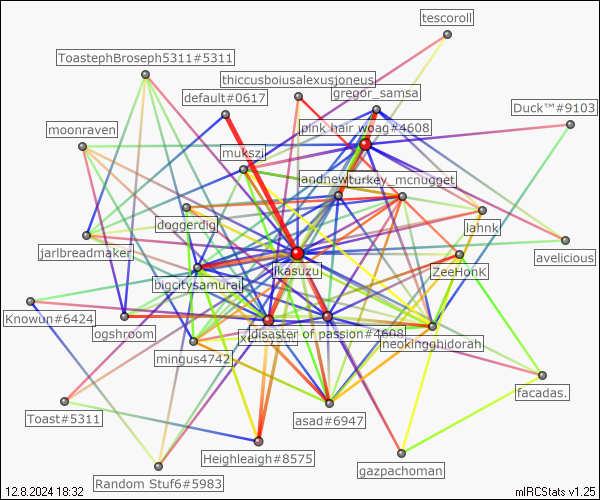 tescoroll
ToastephBroseph5311#5311
thiccusboiusalexusjoneus
gregor_samsa
default#0617
Duck™#9103
pink hair woag#4608
moonraven
mukszi
andnewt
turkey_mcnugget
lahnk
doggerdig
jarlbreadmaker
avelicious
ikasuzu
ZeeHonk
bigcitysamurai
Knowun#6424
ogshroom
disaster of passion#4608
neokingghidorah
mingus4742
facadas.
Toast#5311
asad#6947
Heighleaigh#8575
gazpachoman
Random Stuf6#5983
12.8.2024 18:32
mIRCStats v1.25